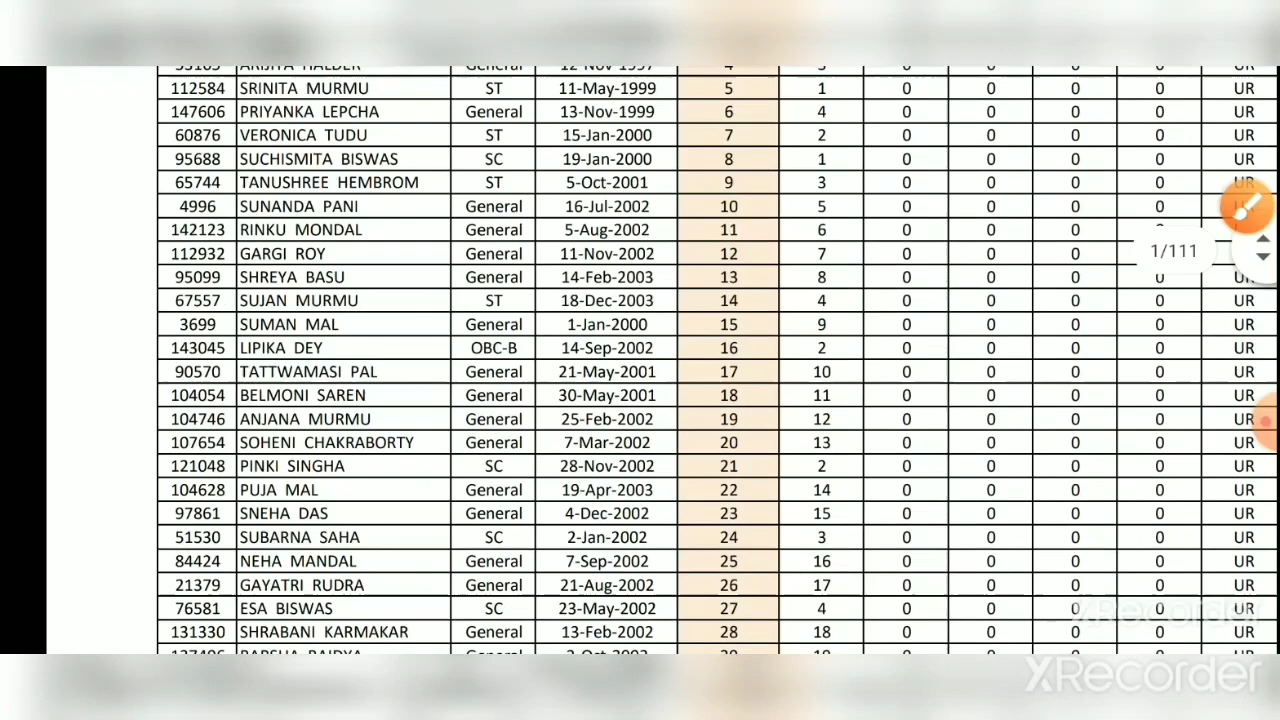 112584 SRINITA MURMU ST 11-May-1999 5 1 0 0 0 0 UR
147606 PRIYANKA LEPCHA General 13-Nov-1999 6 4 0 0 0 0 UR
60876 VERONICA TUDU ST 15-Jan-2000 7 2 0 0 0 0 UR
95688 SUCHISMITA BISWAS SC 19-Jan-2000 8 1 0 0 0 0 UR
65744 TANUSHREE HEMBROM ST 5-Oct-2001 9 3 0 0 0 0 UR
4996 SUNANDA PANI General 16-Jul-2002 10 5 0 0 0 0
142123 RINKU MONDAL General 5-Aug-2002 11 6 0 0 0
112932 GARGI ROY General 11-Nov-2002 12 7 0 0 0 1/111
95099 SHREYA BASU General 14-Feb-2003 13 8 0 0 0 0 UR
67557 SUJAN MURMU ST 18-Dec-2003 14 4 0 0 0 0 UR
3699 SUMAN MAL General 1-Jan-2000 15 9 0 0 0 0 UR
143045 LIPIKA DEY OBC-B 14-Sep-2002 16 2 0 0 0 0 UR
90570 TATTWAMASI PAL General 21-May-2001 17 10 0 0 0 0 UR
104054 BELMONI SAREN General 30-May-2001 18 11 0 0 0 0 UR
104746 ANJANA MURMU General 25-Feb-2002 19 12 0 0 0 0 UR
107654 SOHENI CHAKRABORTY General 7-Mar-2002 20 13 0 0 0 0 UR
121048 PINKI SINGHA SC 28-Nov-2002 21 2 0 0 0 0 UR
104628 PUJA MAL General 19-Apr-2003 22 14 0 0 0 0 UR
97861 SNEHA DAS General 4-Dec-2002 23 15 0 0 0 0 UR
51530 SUBARNA SAHA SC 2-Jan-2002 24 3 0 0 0 0 UR
84424 NEHA MANDAL General 7-Sep-2002 25 16 0 0 0 0 UR
21379 GAYATRI RUDRA General 21-Aug-2002 26 17 0 0 0 0 UR
76581 ESA BISWAS SC 23-May-2002 27 4 0 0 0 0 UR
XRecorder
131330 SHRABANI KARMAKAR General 13-Feb-2002 28 18 0 0 0 0 UR
XRecorder